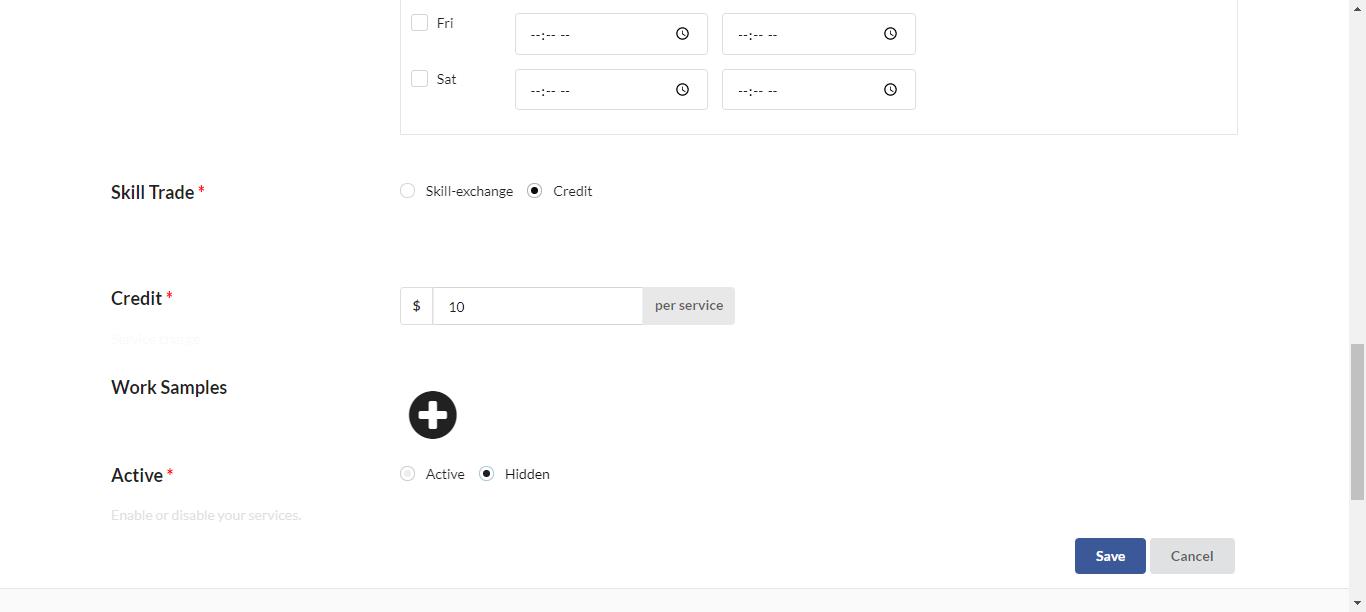 Fri --:-- -- --:-- --
Sat --:-- -- --:-- --
Skill Trade * Skill-exchange Credit
Credit * $ 10 per service
Service charge
Work Samples
Active * Active Hidden
Enable or disable your services.
Save Cancel